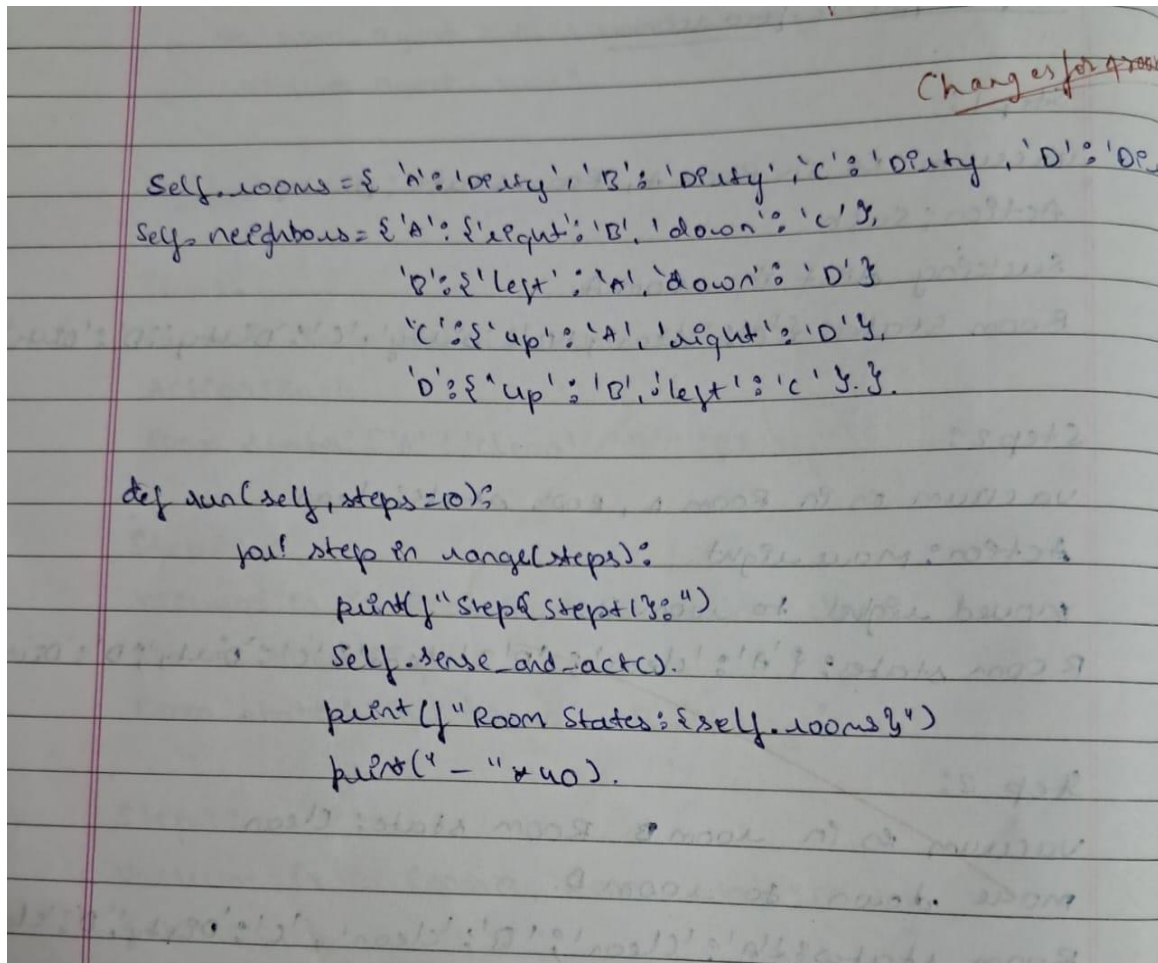 Changes for 4 room
self.rooms = { 'A': 'Dirty', 'B': 'Dirty', 'C': 'Dirty, 'D': 'Di
self.neighbours = { 'A': {'right': 'B', 'down': 'C' },
'B': {'left': 'A', 'down': 'D' }
'C': { 'up': 'A', 'right': 'D' },
'D': { 'up': 'B', 'left': 'C' }. }.
def run(self, steps=10):
for step in range(steps):
print(f"Step{step+1}:")
self.sense_and_act().
print(f"Room States:{self.rooms}")
print("-"*40).